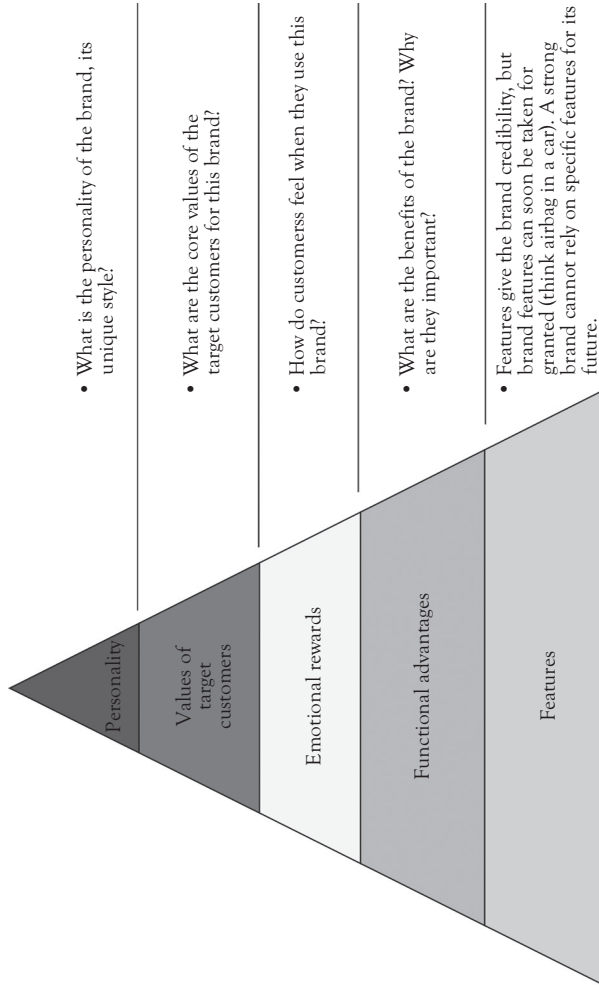 Personality
• What is the personality of the brand, its
unique style?
Values of
target
customers
• What are the core values of the
target customers for this brand?
Emotional rewards
• How do customerss feel when they use this
brand?
Functional advantages
• What are the benefits of the brand? Why
are they important?
Features
• Features give the brand credibility, but
brand features can soon be taken for
granted (think airbag in a car). A strong
brand cannot rely on specific features for its
future.